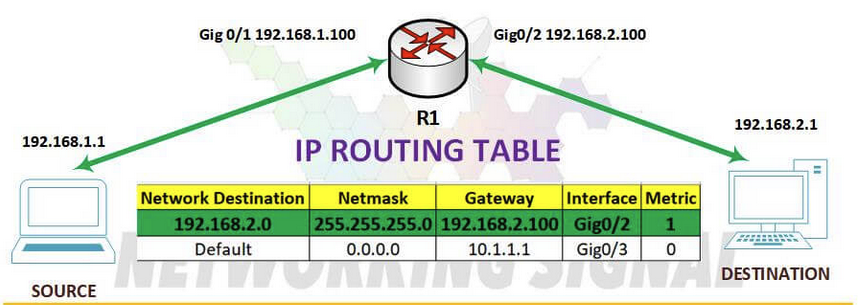 Gig 0/1 192.168.1.100
Gig0/2 192.168.2.100
R1
192.168.1.1
192.168.2.1
IP ROUTING TABLE
Network Destination Netmask Gateway Interface Metric
192.168.2.0 255.255.255.0 192.168.2.100 Gig0/2 1
Default 0.0.0.0 10.1.1.1 Gig0/3 0
NETWORKING SIGNAL
SOURCE
DESTINATION